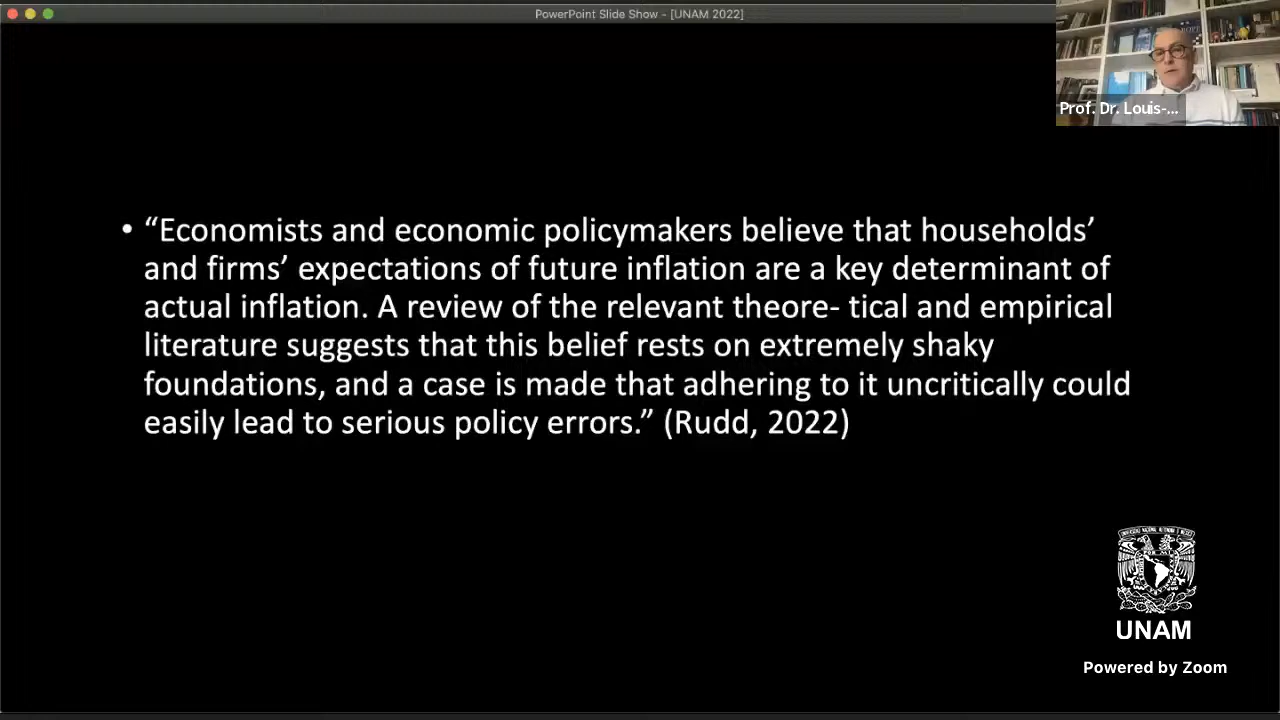 PowerPoint Slide Show - [UNAM 2022]
Prof. Dr. Louis-...
• “Economists and economic policymakers believe that households’
and firms’ expectations of future inflation are a key determinant of
actual inflation. A review of the relevant theore- tical and empirical
literature suggests that this belief rests on extremely shaky
foundations, and a case is made that adhering to it uncritically could
easily lead to serious policy errors.” (Rudd, 2022)
UNAM
Powered by Zoom